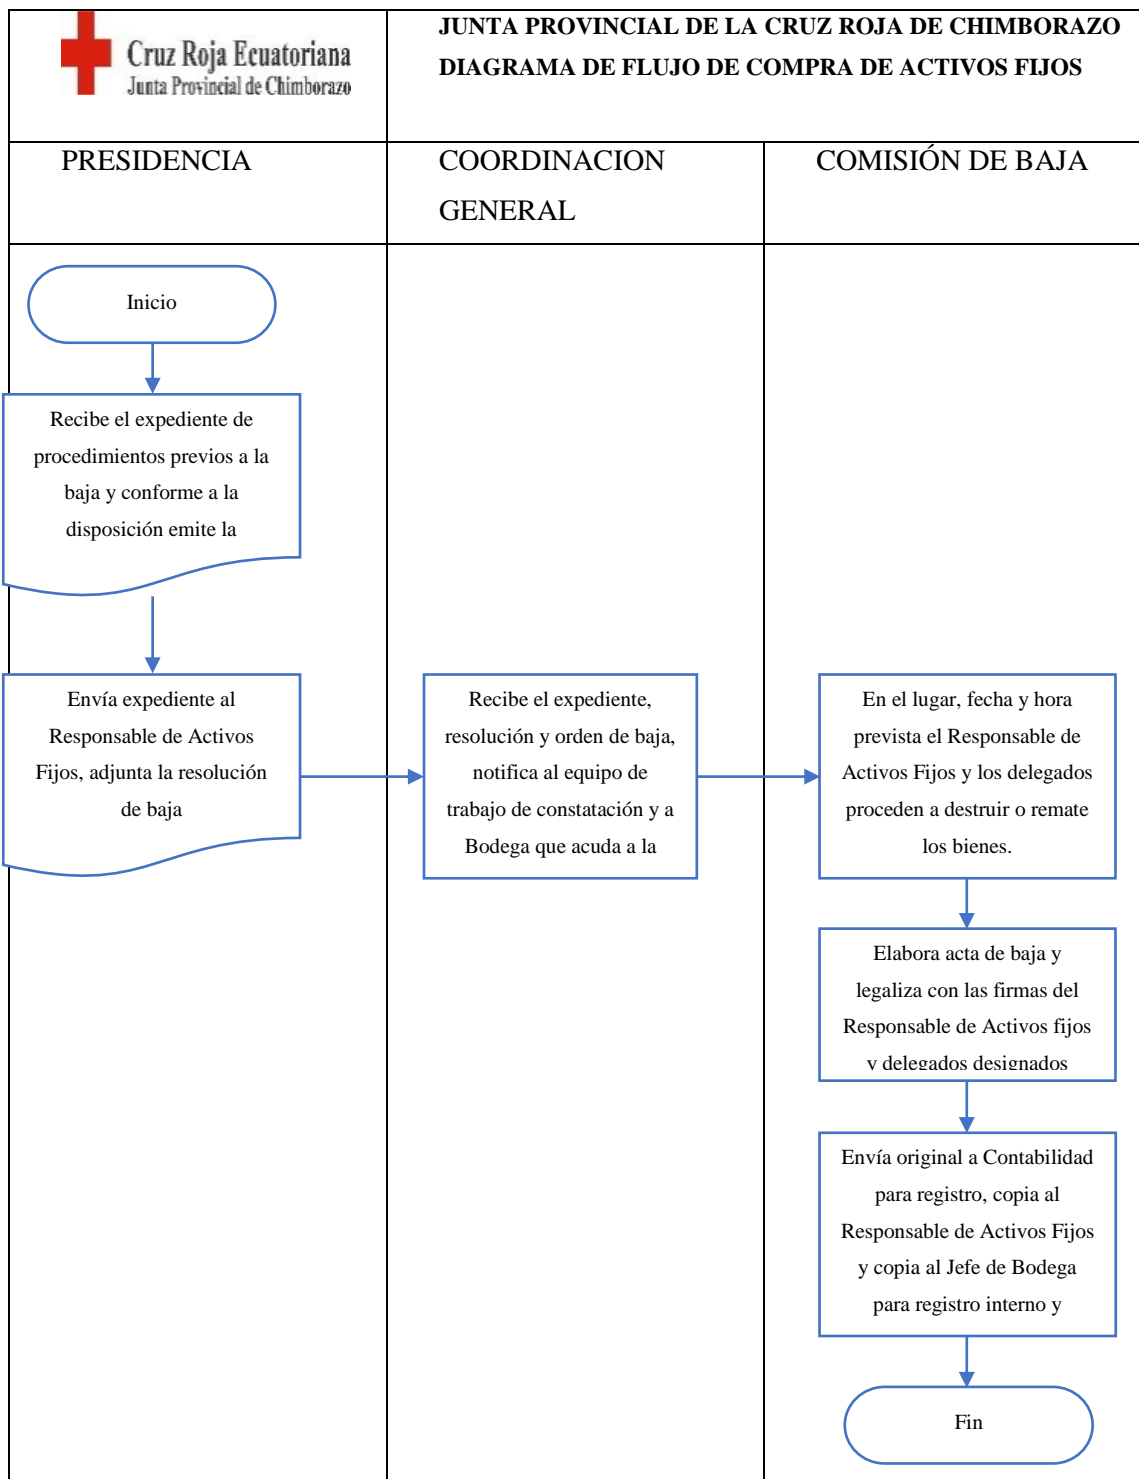 Cruz Roja Ecuatoriana
Junta Provincial de Chimborazo
JUNTA PROVINCIAL DE LA CRUZ ROJA DE CHIMBORAZO
DIAGRAMA DE FLUJO DE COMPRA DE ACTIVOS FIJOS
PRESIDENCIA
COORDINACION
GENERAL
COMISIÓN DE BAJA
Inicio
Recibe el expediente de
procedimientos previos a la
baja y conforme a la
disposición emite la
Envía expediente al
Responsable de Activos
Fijos, adjunta la resolución
de baja
Recibe el expediente,
resolución y orden de baja,
notifica al equipo de
trabajo de constatación y a
Bodega que acuda a la
En el lugar, fecha y hora
prevista el Responsable de
Activos Fijos y los delegados
proceden a destruir o remate
los bienes.
Elabora acta de baja y
legaliza con las firmas del
Responsable de Activos fijos
y delegados designados
Envía original a Contabilidad
para registro, copia al
Responsable de Activos Fijos
y copia al Jefe de Bodega
para registro interno y
Fin